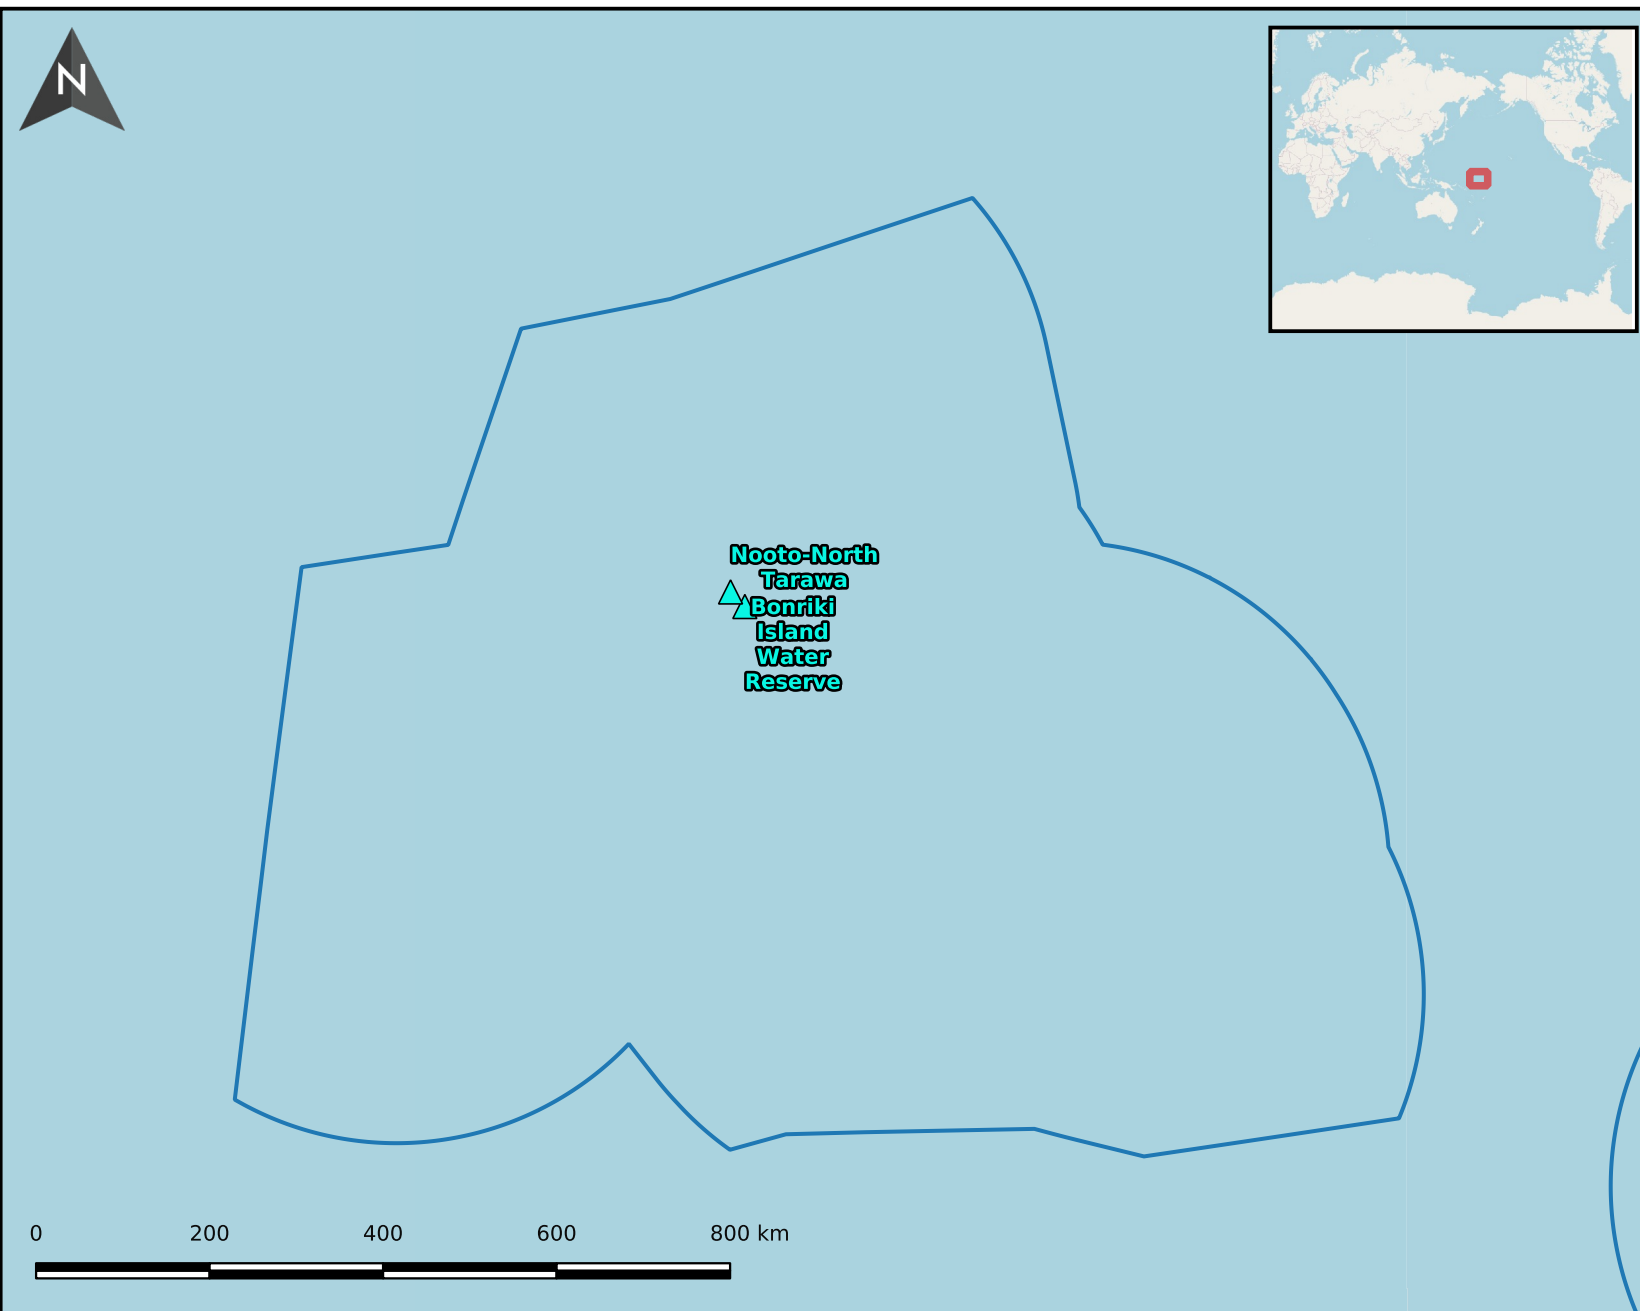 N
Nooto-North
Tarawa
Bonriki
Island
Water
Reserve
0 200 400 600 800 km